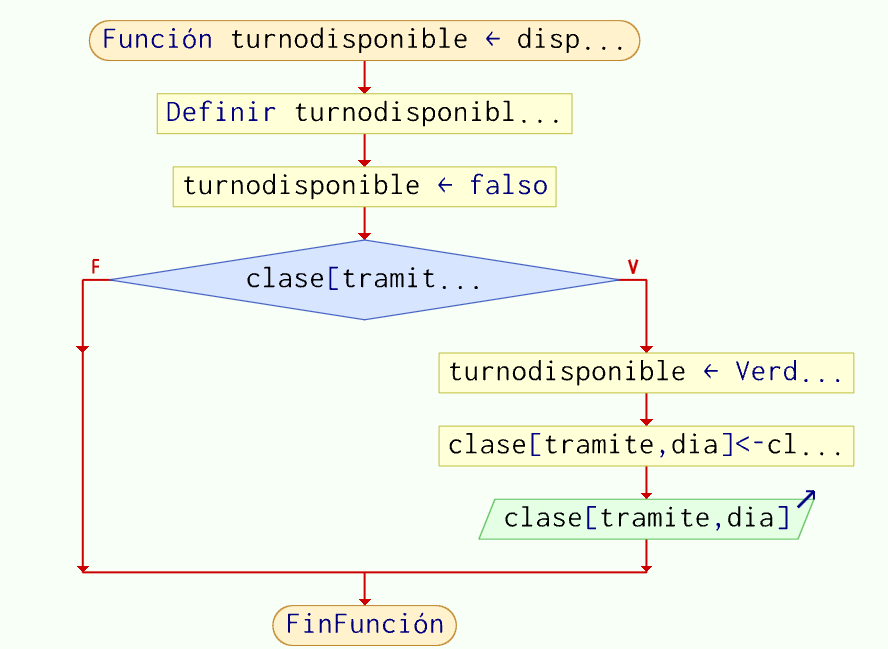 Función turnodisponible ← disp...
Definir turnodisponibl...
turnodisponible ← falso
F
clase[tramit...
V
turnodisponible ← Verd...
clase[tramite,dia]<-cl...
clase[tramite,dia]
FinFunción